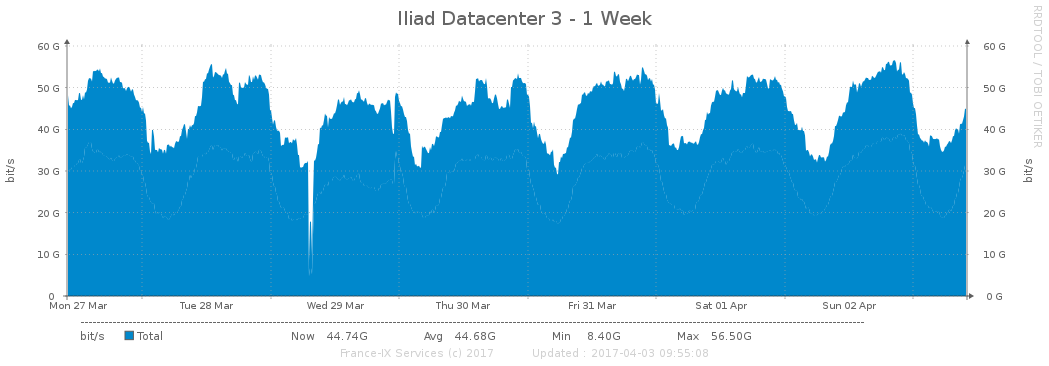 Iliad Datacenter 3 - 1 Week
RRDTOOL / TOBI OETIKER
60 G 60 G
50 G 50 G
40 G 40 G
30 G 30 G
20 G 20 G
10 G 10 G
0 0 G
bit/s bit/s
Mon 27 Mar Tue 28 Mar Wed 29 Mar Thu 30 Mar Fri 31 Mar Sat 01 Apr Sun 02 Apr
bit/s Total Now 44.74G Avg 44.68G Min 8.40G Max 56.50G
France-IX Services (c) 2017 Updated : 2017-04-03 09:55:08